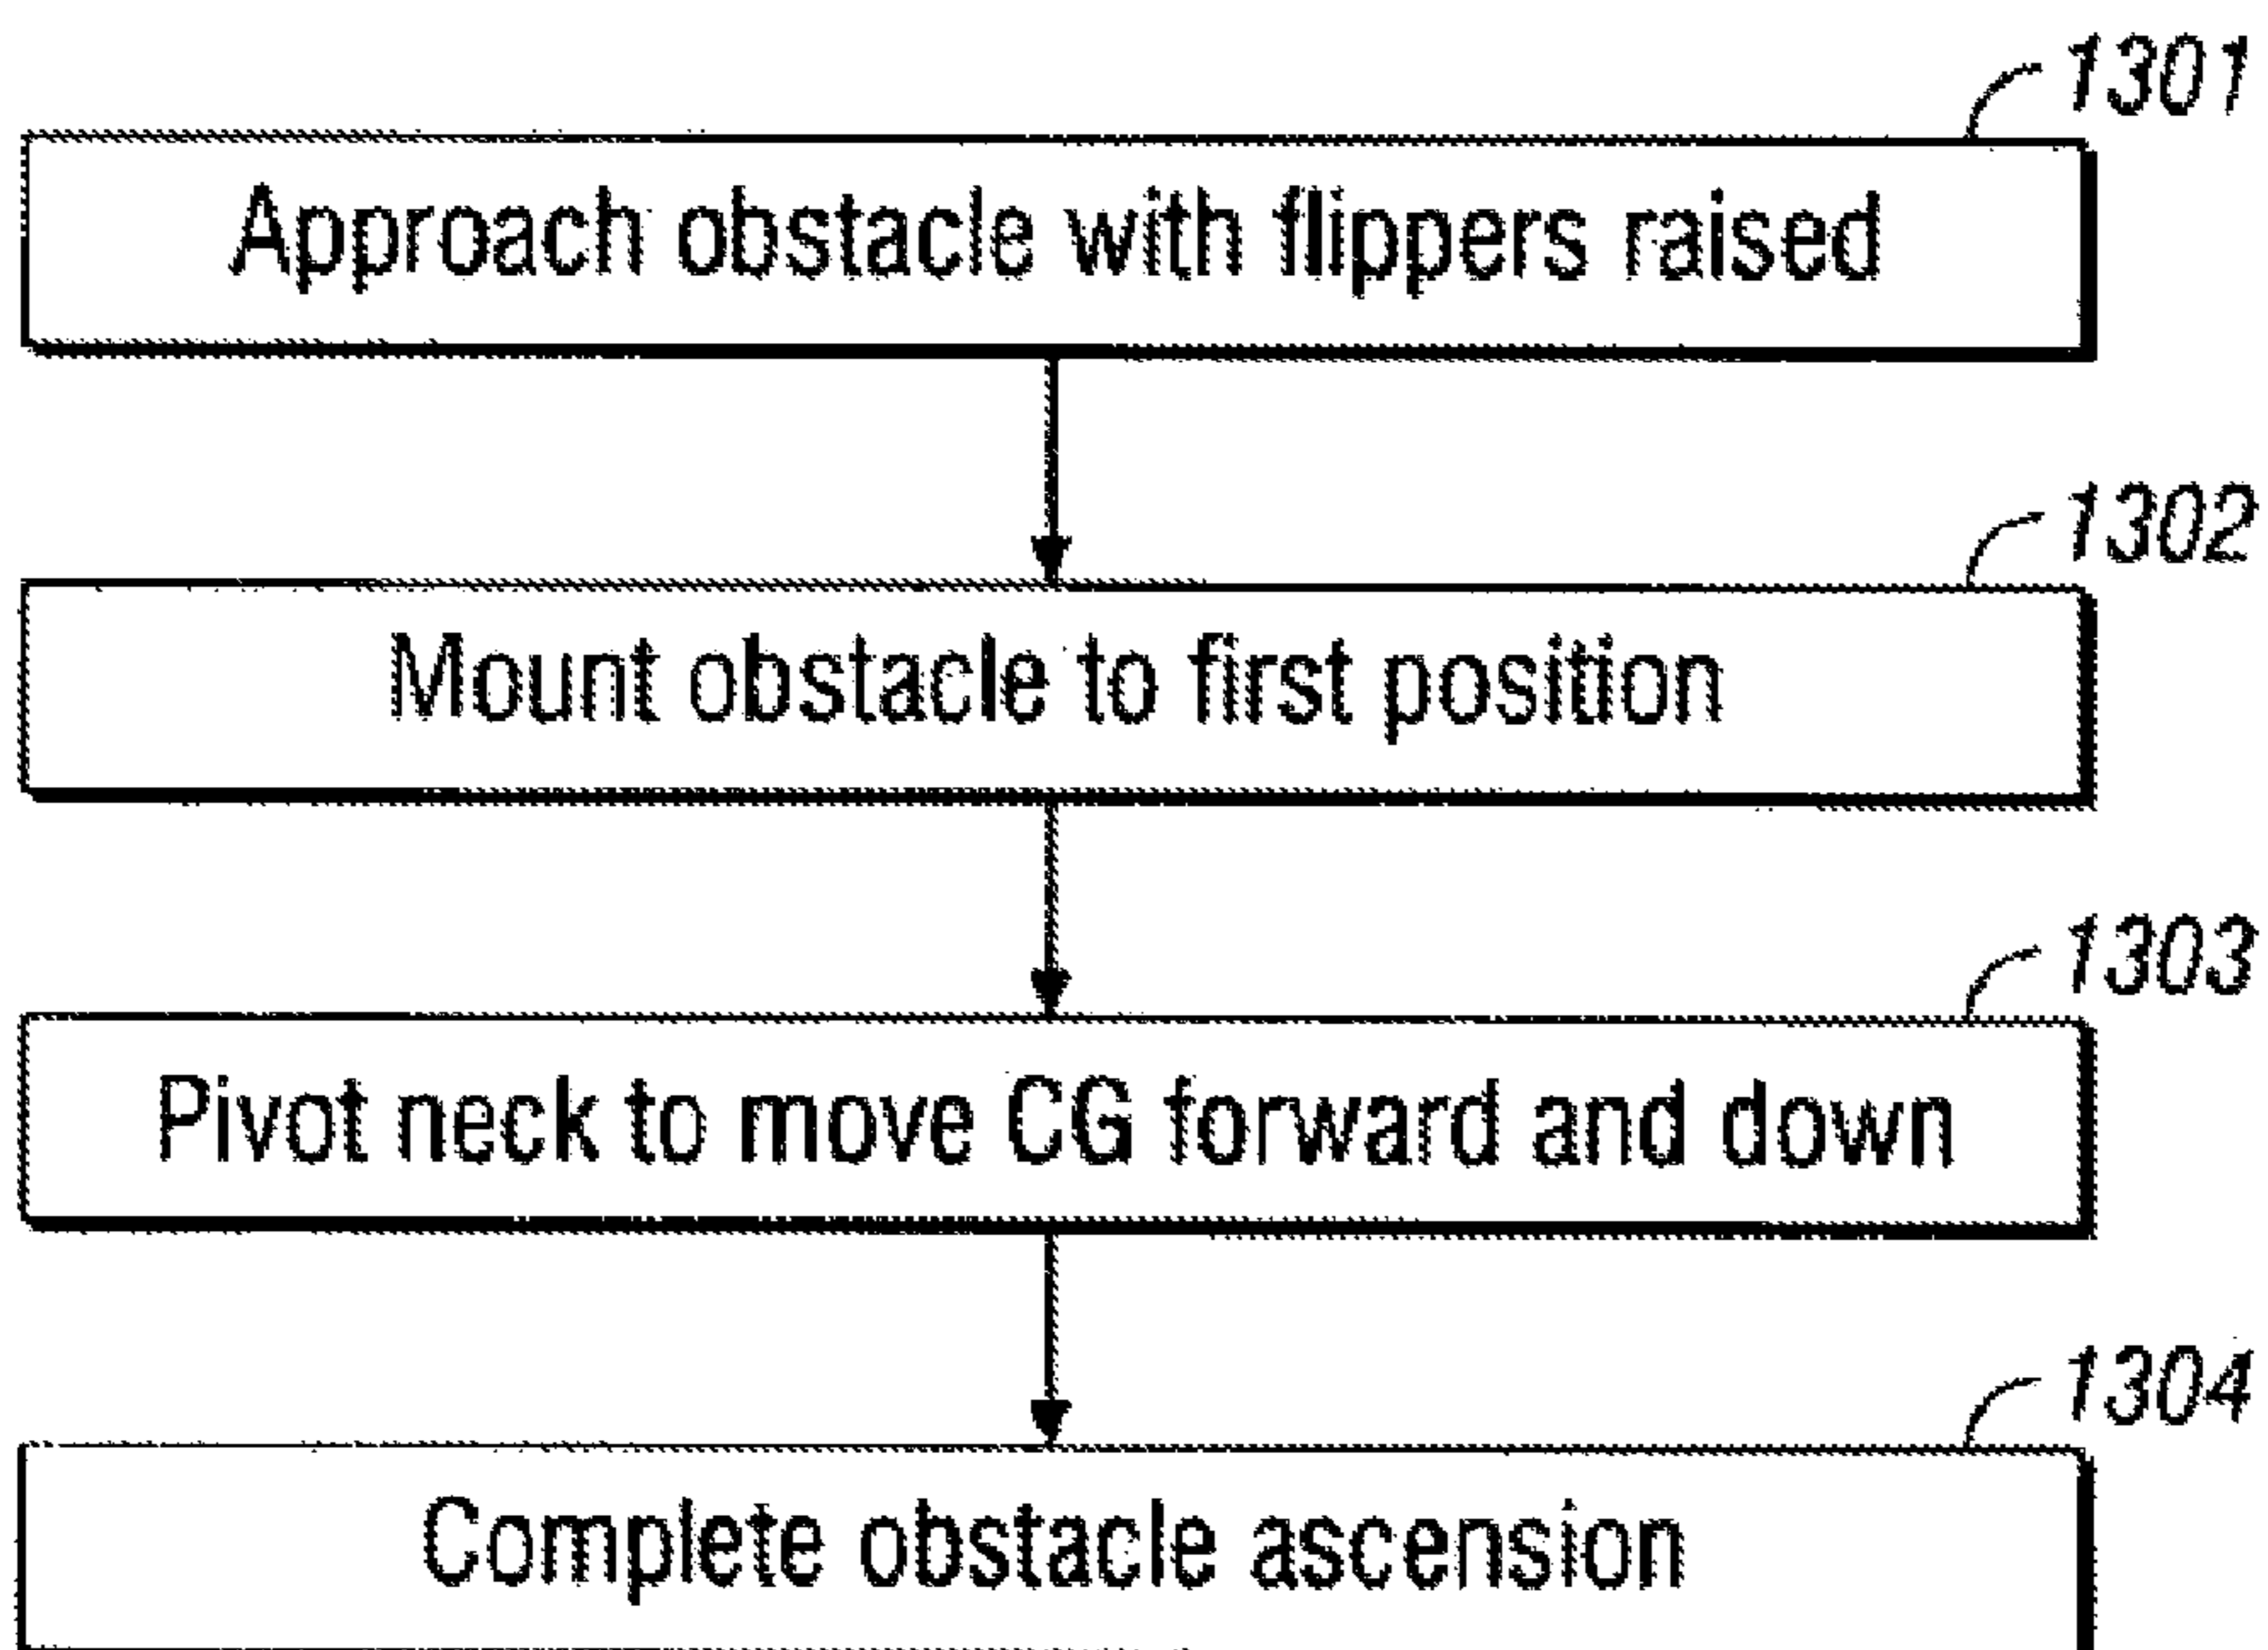 1301
Approach obstacle with flippers raised
1302
Mount obstacle to first position
1303
Pivot neck to move CG forward and down
1304
Complete obstacle ascension